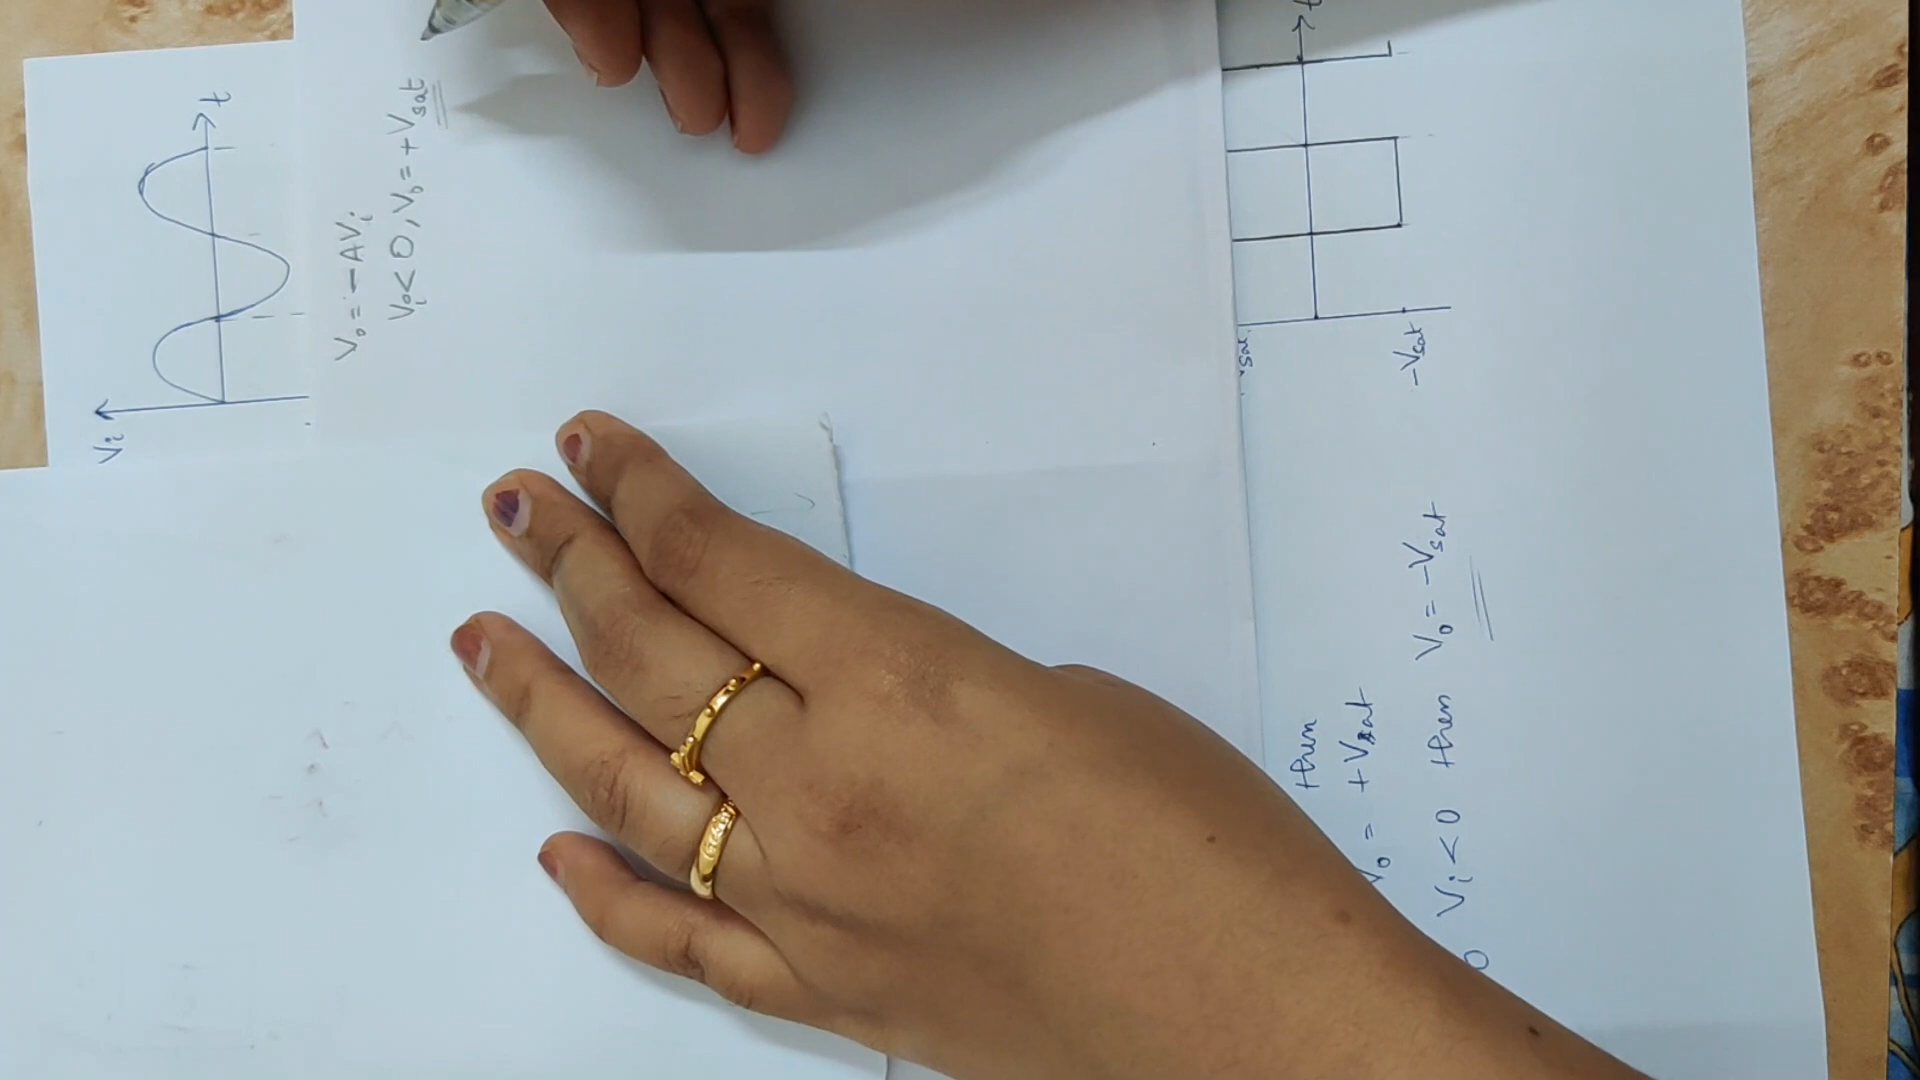 Vi
t
Vo = -AVi
Vi < 0, Vo = +Vsat
t
-Vsat
then
Vo = +Vsat
Vi < 0 then Vo = -Vsat